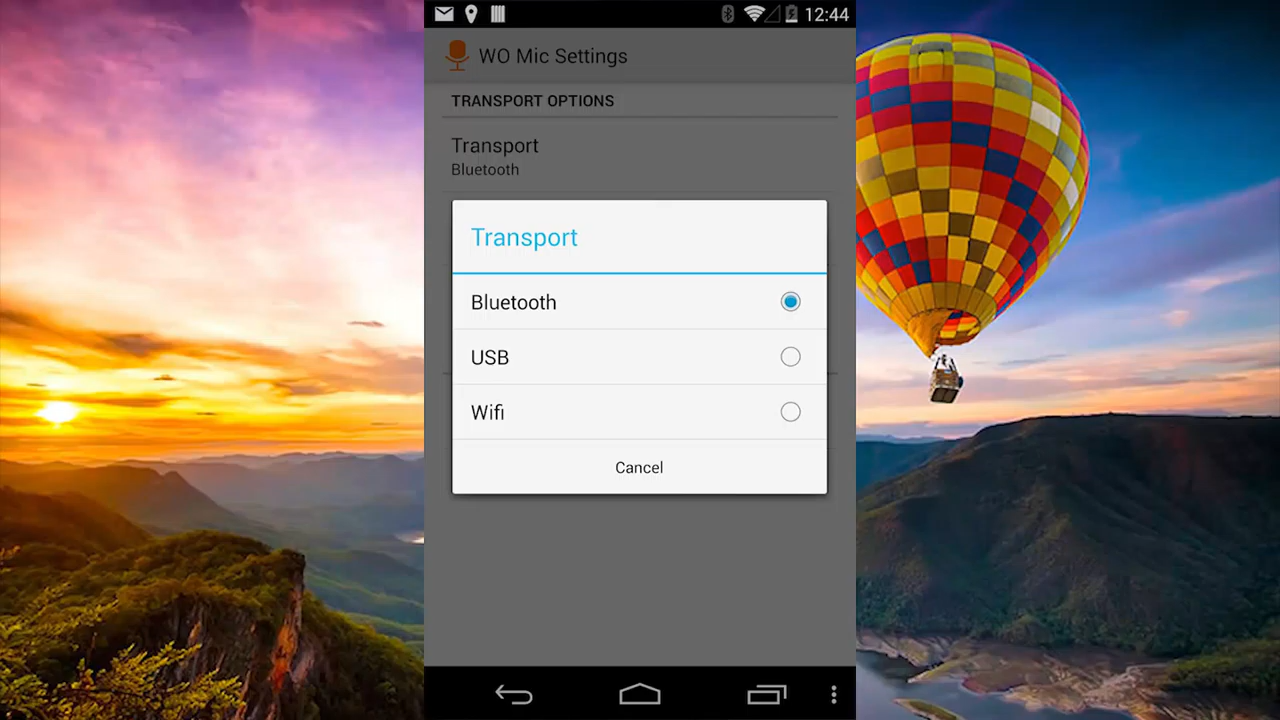 12:44
WO Mic Settings
TRANSPORT OPTIONS
Transport
Bluetooth
Transport
Bluetooth
USB
Wifi
Cancel